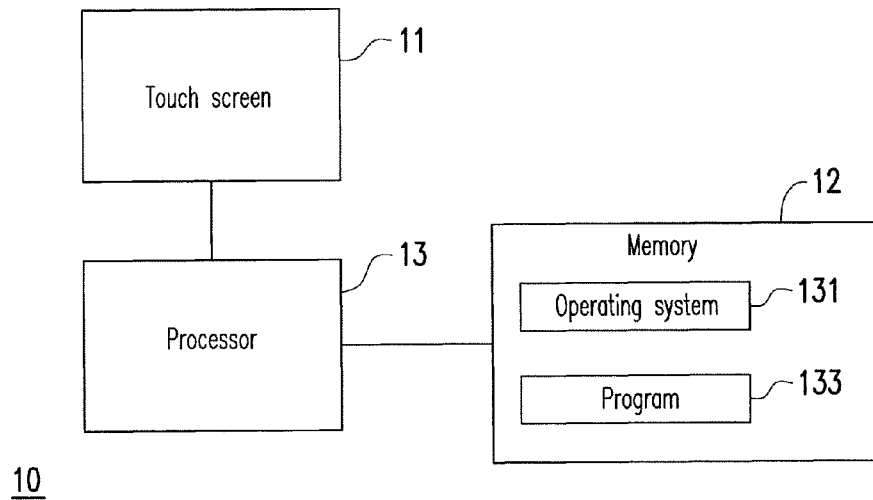 11
Touch screen
12
13
Memory
Operating system
131
Processor
Program
133
10